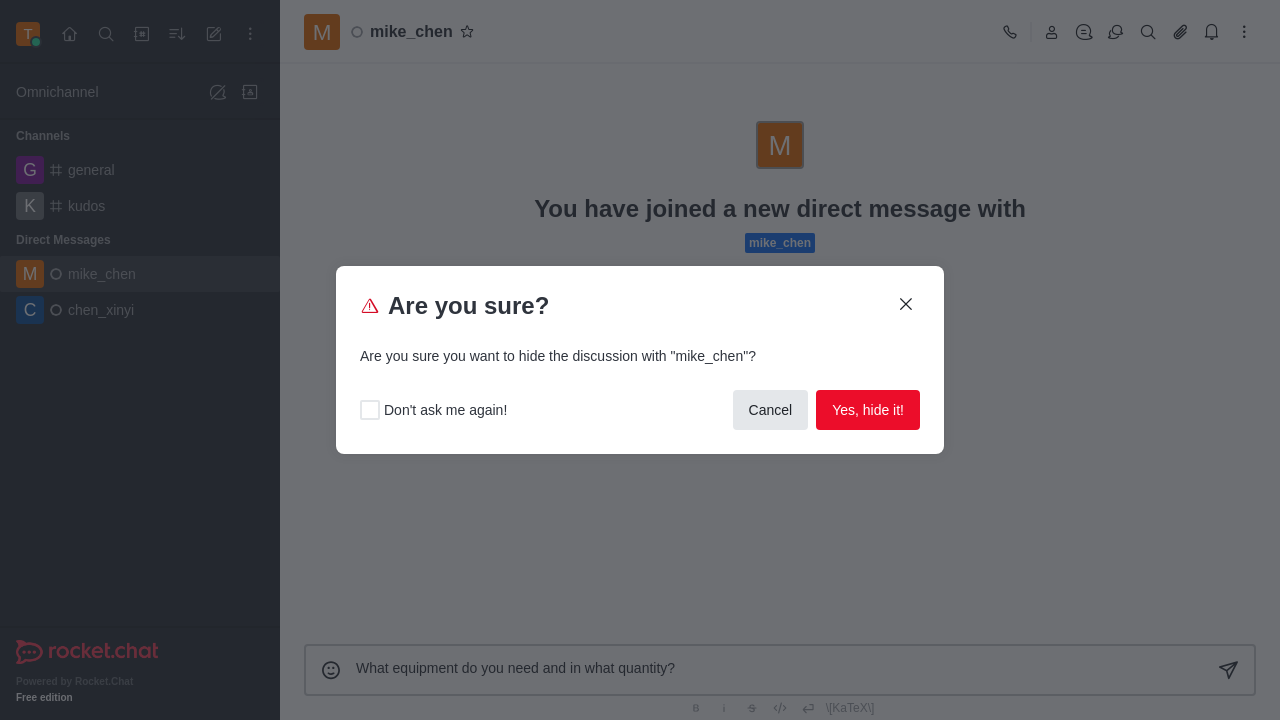 T
Omnichannel
Channels
G general
K kudos
Direct Messages
M mike_chen
C chen_xinyi
rocket.chat
Powered by Rocket.Chat
Free edition
M mike_chen
M
You have joined a new direct message with
mike_chen
Are you sure?
Are you sure you want to hide the discussion with "mike_chen"?
Don't ask me again!
Cancel
Yes, hide it!
What equipment do you need and in what quantity?
B i S </> \[KaTeX\]